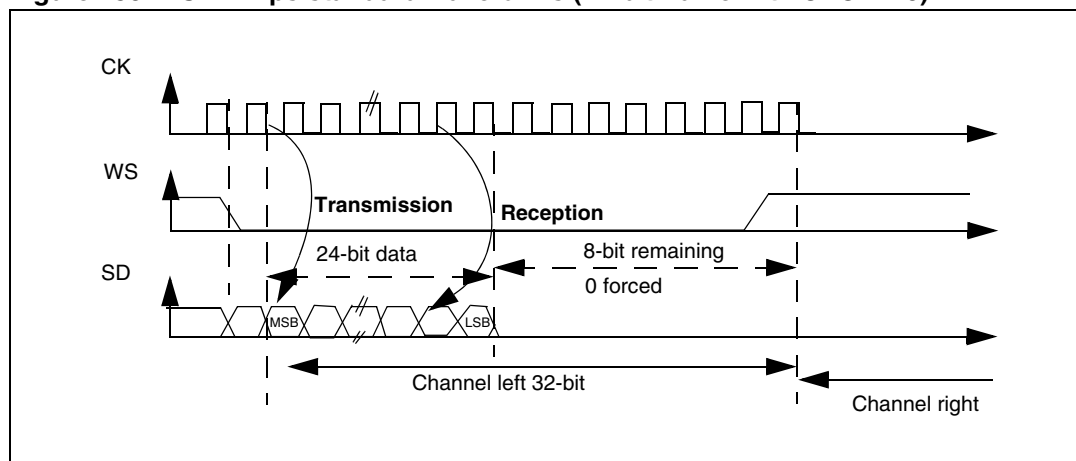 CK
WS
Transmission
Reception
24-bit data
8-bit remaining
SD
0 forced
MSB
LSB
Channel left 32-bit
Channel right